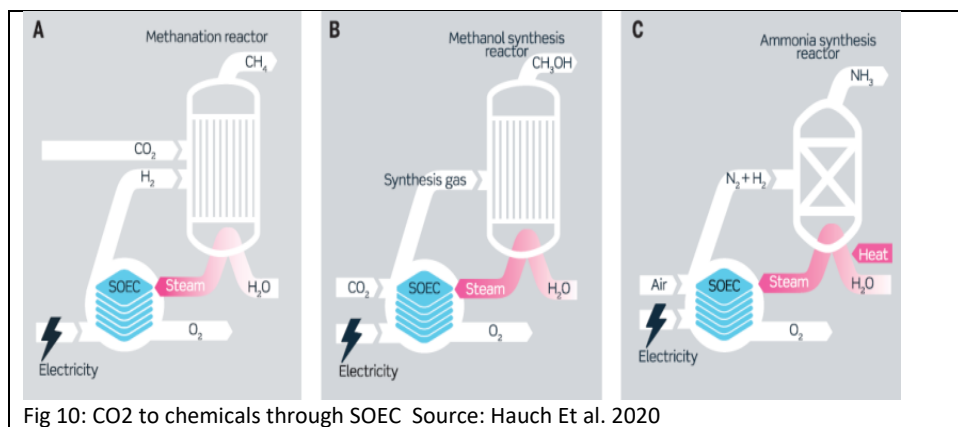 A
Methanation reactor
CH₄
CO₂
H₂
SOEC
Steam
H₂O
O₂
Electricity
B
Methanol synthesis
reactor
CH₃OH
Synthesis gas
CO₂
SOEC
Steam
H₂O
O₂
Electricity
C
Ammonia synthesis
reactor
NH₃
N₂ + H₂
Heat
Air
SOEC
Steam
H₂O
O₂
Electricity
Fig 10: CO2 to chemicals through SOEC Source: Hauch Et al. 2020